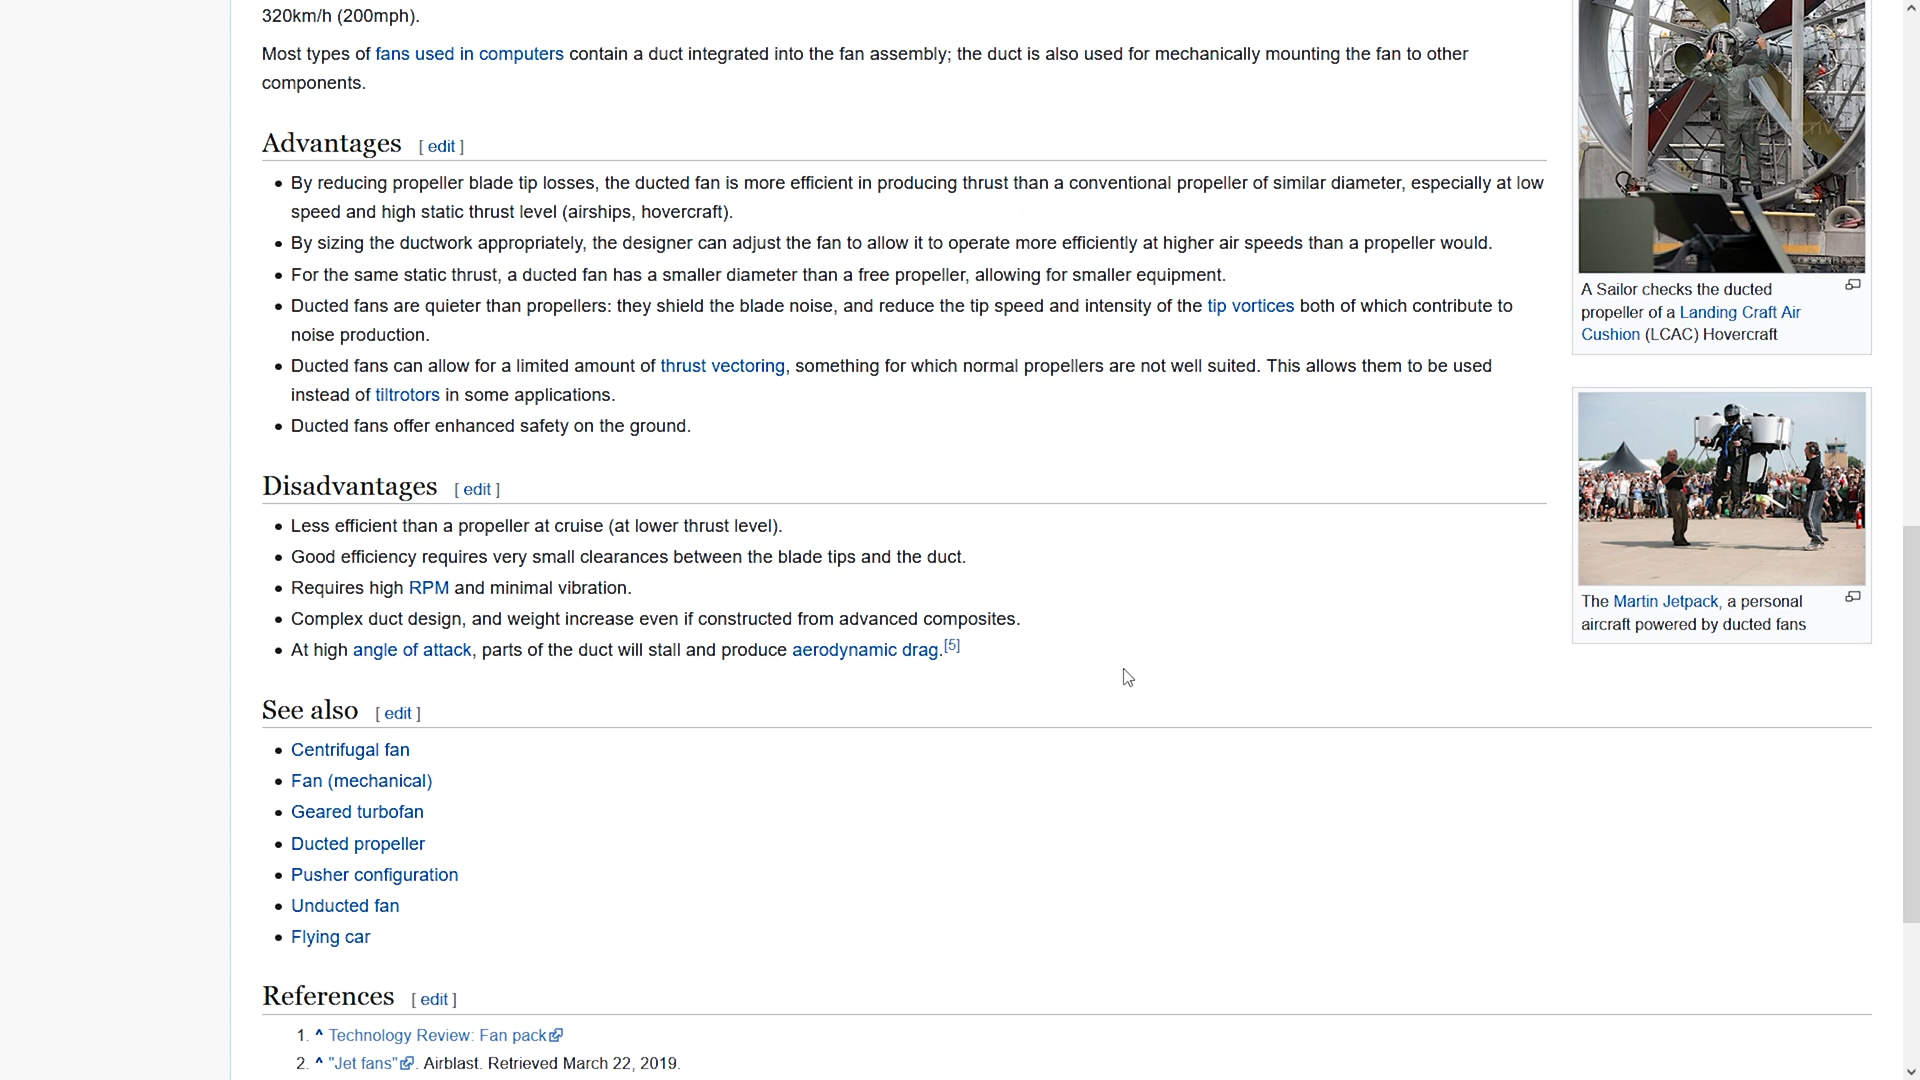 320km/h (200mph).
Most types of fans used in computers contain a duct integrated into the fan assembly; the duct is also used for mechanically mounting the fan to other
components.
Advantages [ edit ]
• By reducing propeller blade tip losses, the ducted fan is more efficient in producing thrust than a conventional propeller of similar diameter, especially at low
speed and high static thrust level (airships, hovercraft).
• By sizing the ductwork appropriately, the designer can adjust the fan to allow it to operate more efficiently at higher air speeds than a propeller would.
• For the same static thrust, a ducted fan has a smaller diameter than a free propeller, allowing for smaller equipment.
• Ducted fans are quieter than propellers: they shield the blade noise, and reduce the tip speed and intensity of the tip vortices both of which contribute to
noise production.
• Ducted fans can allow for a limited amount of thrust vectoring, something for which normal propellers are not well suited. This allows them to be used
instead of tiltrotors in some applications.
• Ducted fans offer enhanced safety on the ground.
Disadvantages [ edit ]
• Less efficient than a propeller at cruise (at lower thrust level).
• Good efficiency requires very small clearances between the blade tips and the duct.
• Requires high RPM and minimal vibration.
• Complex duct design, and weight increase even if constructed from advanced composites.
• At high angle of attack, parts of the duct will stall and produce aerodynamic drag.[5]
See also [ edit ]
• Centrifugal fan
• Fan (mechanical)
• Geared turbofan
• Ducted propeller
• Pusher configuration
• Unducted fan
• Flying car
References [ edit ]
1. ^ Technology Review: Fan pack
2. ^ "Jet fans". Airblast. Retrieved March 22, 2019.
A Sailor checks the ducted
propeller of a Landing Craft Air
Cushion (LCAC) Hovercraft
The Martin Jetpack, a personal
aircraft powered by ducted fans